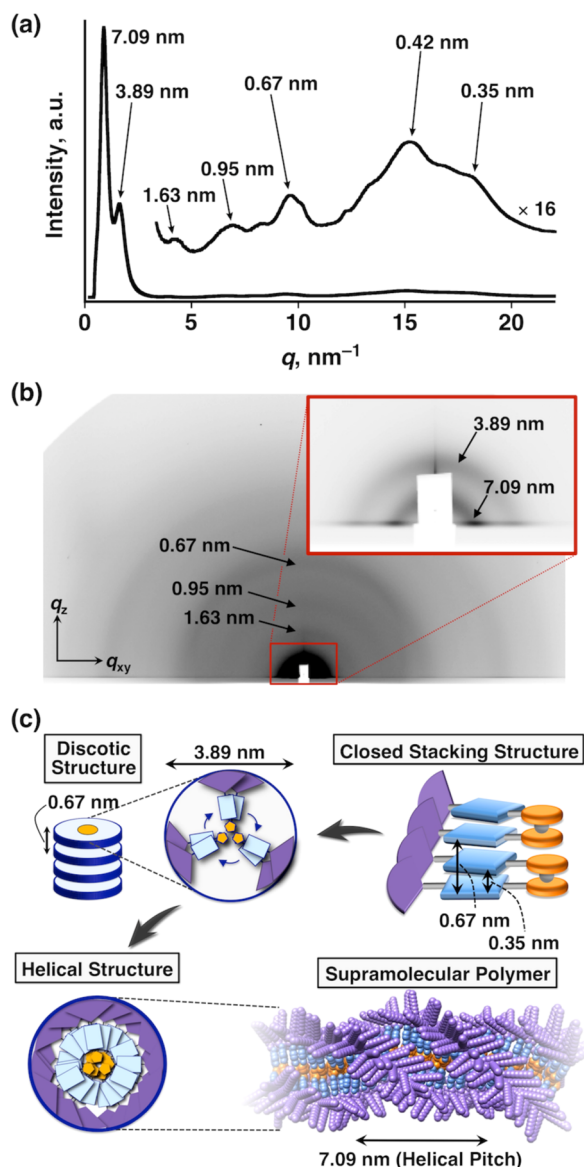 (a)
7.09 nm
3.89 nm
1.63 nm
0.95 nm
0.67 nm
0.42 nm
0.35 nm
× 16
Intensity, a.u.
0 5 10 15 20
q, nm⁻¹
(b)
3.89 nm
7.09 nm
0.67 nm
0.95 nm
1.63 nm
qz
qxy
(c)
Discotic
Structure
0.67 nm
3.89 nm
Closed Stacking Structure
0.67 nm
0.35 nm
Helical Structure
Supramolecular Polymer
7.09 nm (Helical Pitch)